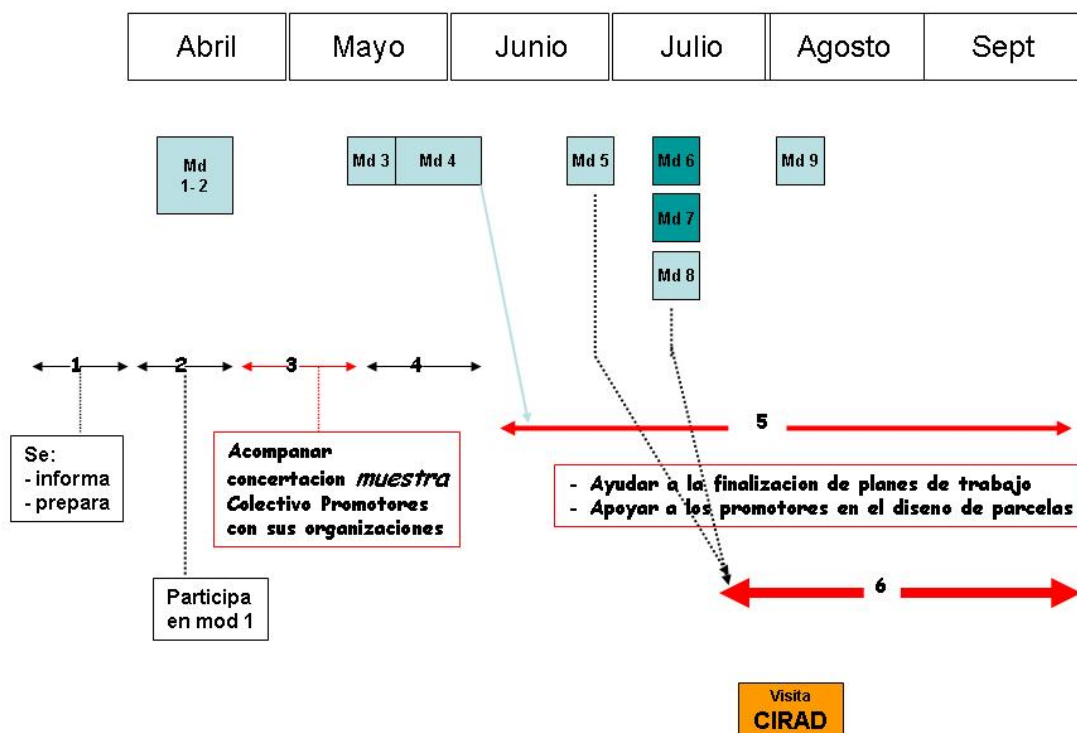 Abril Mayo Junio Julio Agosto Sept
Md
1-2
Md 3 Md 4 Md 5 Md 6 Md 9
Md 7
Md 8
1 2 3 4
5
Se:
- informa
- prepara
Acompanar
concertacion muestra
Colectivo Promotores
con sus organizaciones
- Ayudar a la finalizacion de planes de trabajo
- Apoyar a los promotores en el diseno de parcelas
Participa
en mod 1
6
Visita
CIRAD